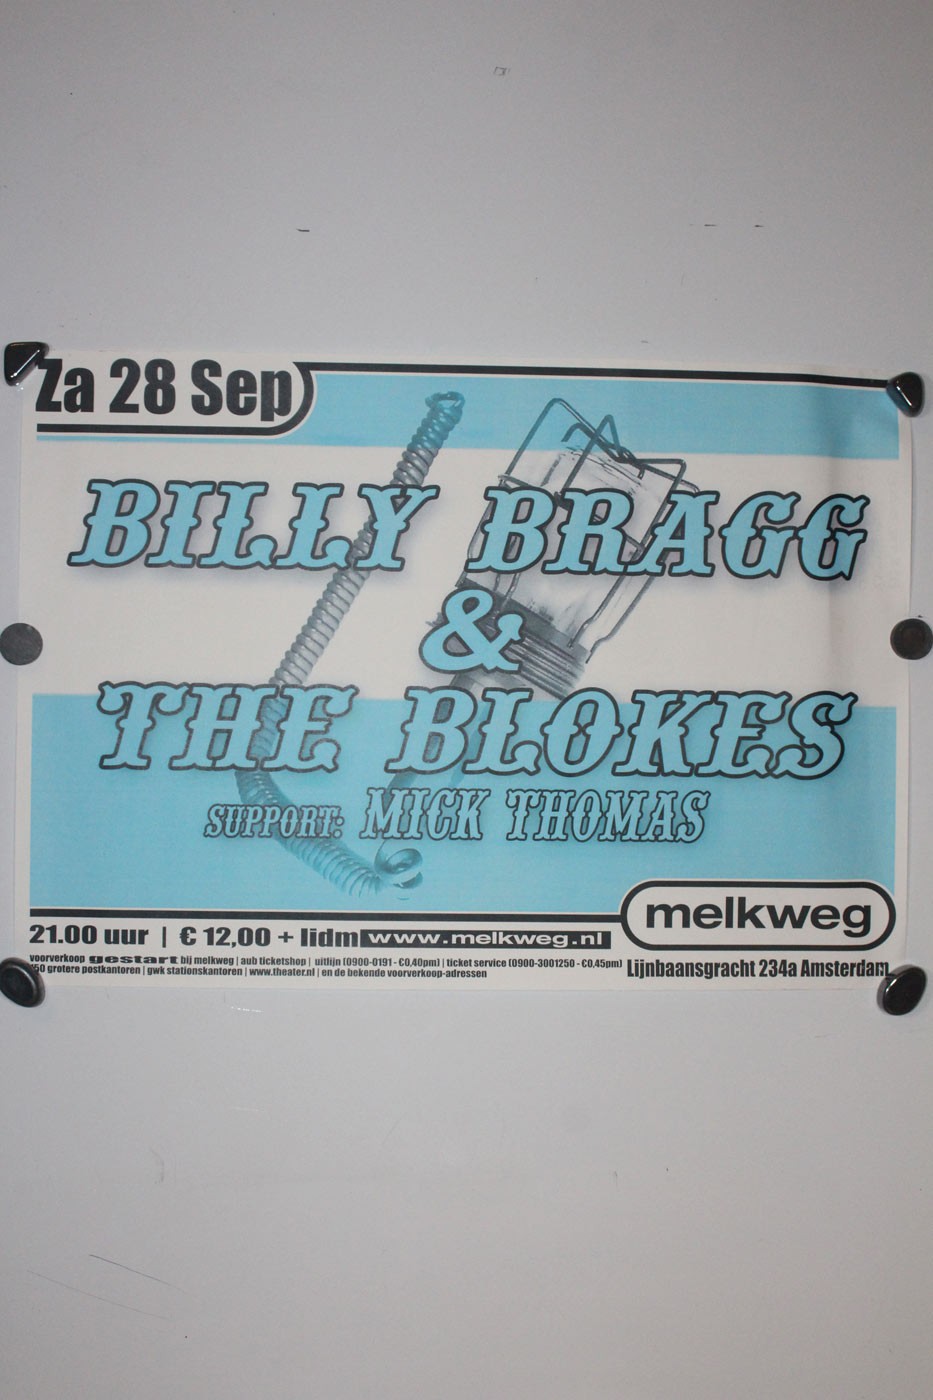 Za 28 Sep
BILLY BRAGG
&
THE BLOKES
SUPPORT: MICK THOMAS
melkweg
21.00 uur | € 12,00 + lidm www.melkweg.nl
voorverkoop gestart bij melkweg | aub ticketshop | uitlijn (0900-0191 - €0,40pm) | ticket service (0900-3001250 - €0,45pm)
grotere postkantoren | gwk stationskantoren | www.theater.nl | en de bekende voorverkoop-adressen
Lijnbaansgracht 234a Amsterdam